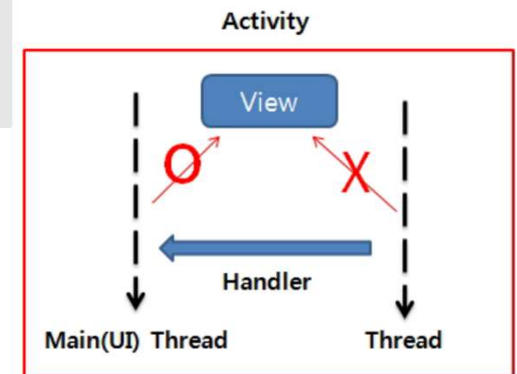 Activity
View
O
X
Handler
Main(UI) Thread
Thread